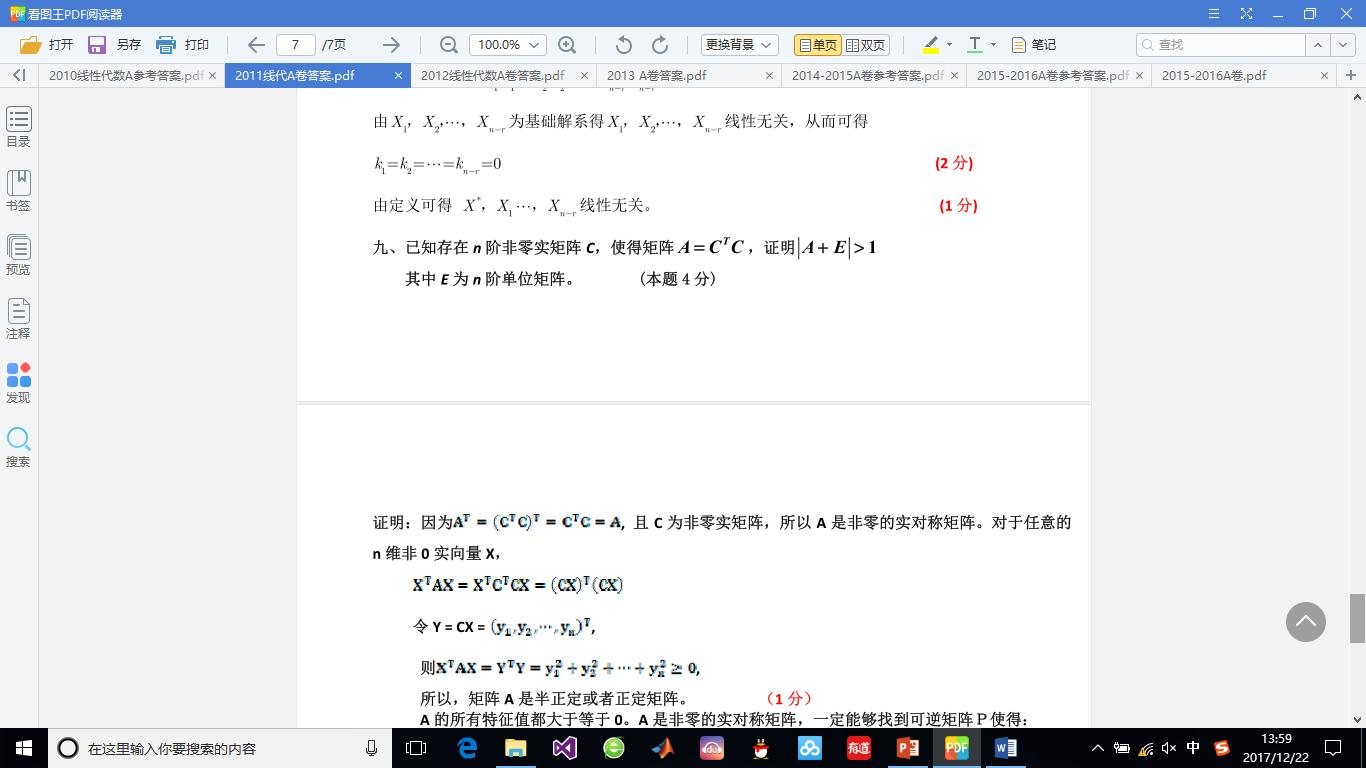 看图王PDF阅读器
打开 另存 打印 7 /7页 100.0% 更换背景 单页 双页 笔记 查找
2010线性代数A参考答案.pdf 2011线代A卷答案.pdf 2012线性代数A卷答案.pdf 2013 A卷答案.pdf 2014-2015A卷参考答案.pdf 2015-2016A卷参考答案.pdf 2015-2016A卷.pdf
目录
书签
预览
注释
发现
搜索
由 X₁，X₂，⋯，Xₙ₋ᵣ 为基础解系得 X₁，X₂，⋯，Xₙ₋ᵣ 线性无关，从而可得
k₁=k₂=⋯=kₙ₋ᵣ=0 (2 分)
由定义可得 X*，X₁ ⋯，Xₙ₋ᵣ 线性无关。 (1 分)
九、已知存在 n 阶非零实矩阵 C，使得矩阵 A = CᵀC，证明|A + E| > 1
其中 E 为 n 阶单位矩阵。 (本题 4 分)
证明：因为Aᵀ = (CᵀC)ᵀ = CᵀC = A, 且 C 为非零实矩阵，所以 A 是非零的实对称矩阵。对于任意的
n 维非 0 实向量 X，
XᵀAX = XᵀCᵀCX = (CX)ᵀ(CX)
令 Y = CX = (y₁,y₂,⋯,yₙ)ᵀ,
则XᵀAX = YᵀY = y₁² + y₂² + ⋯ + yₙ² ≥ 0,
所以，矩阵 A 是半正定或者正定矩阵。 （1 分）
A 的所有特征值都大于等于 0。A 是非零的实对称矩阵，一定能够找到可逆矩阵 P 使得：
在这里输入你要搜索的内容
有道
PDF
中
13:59
2017/12/22